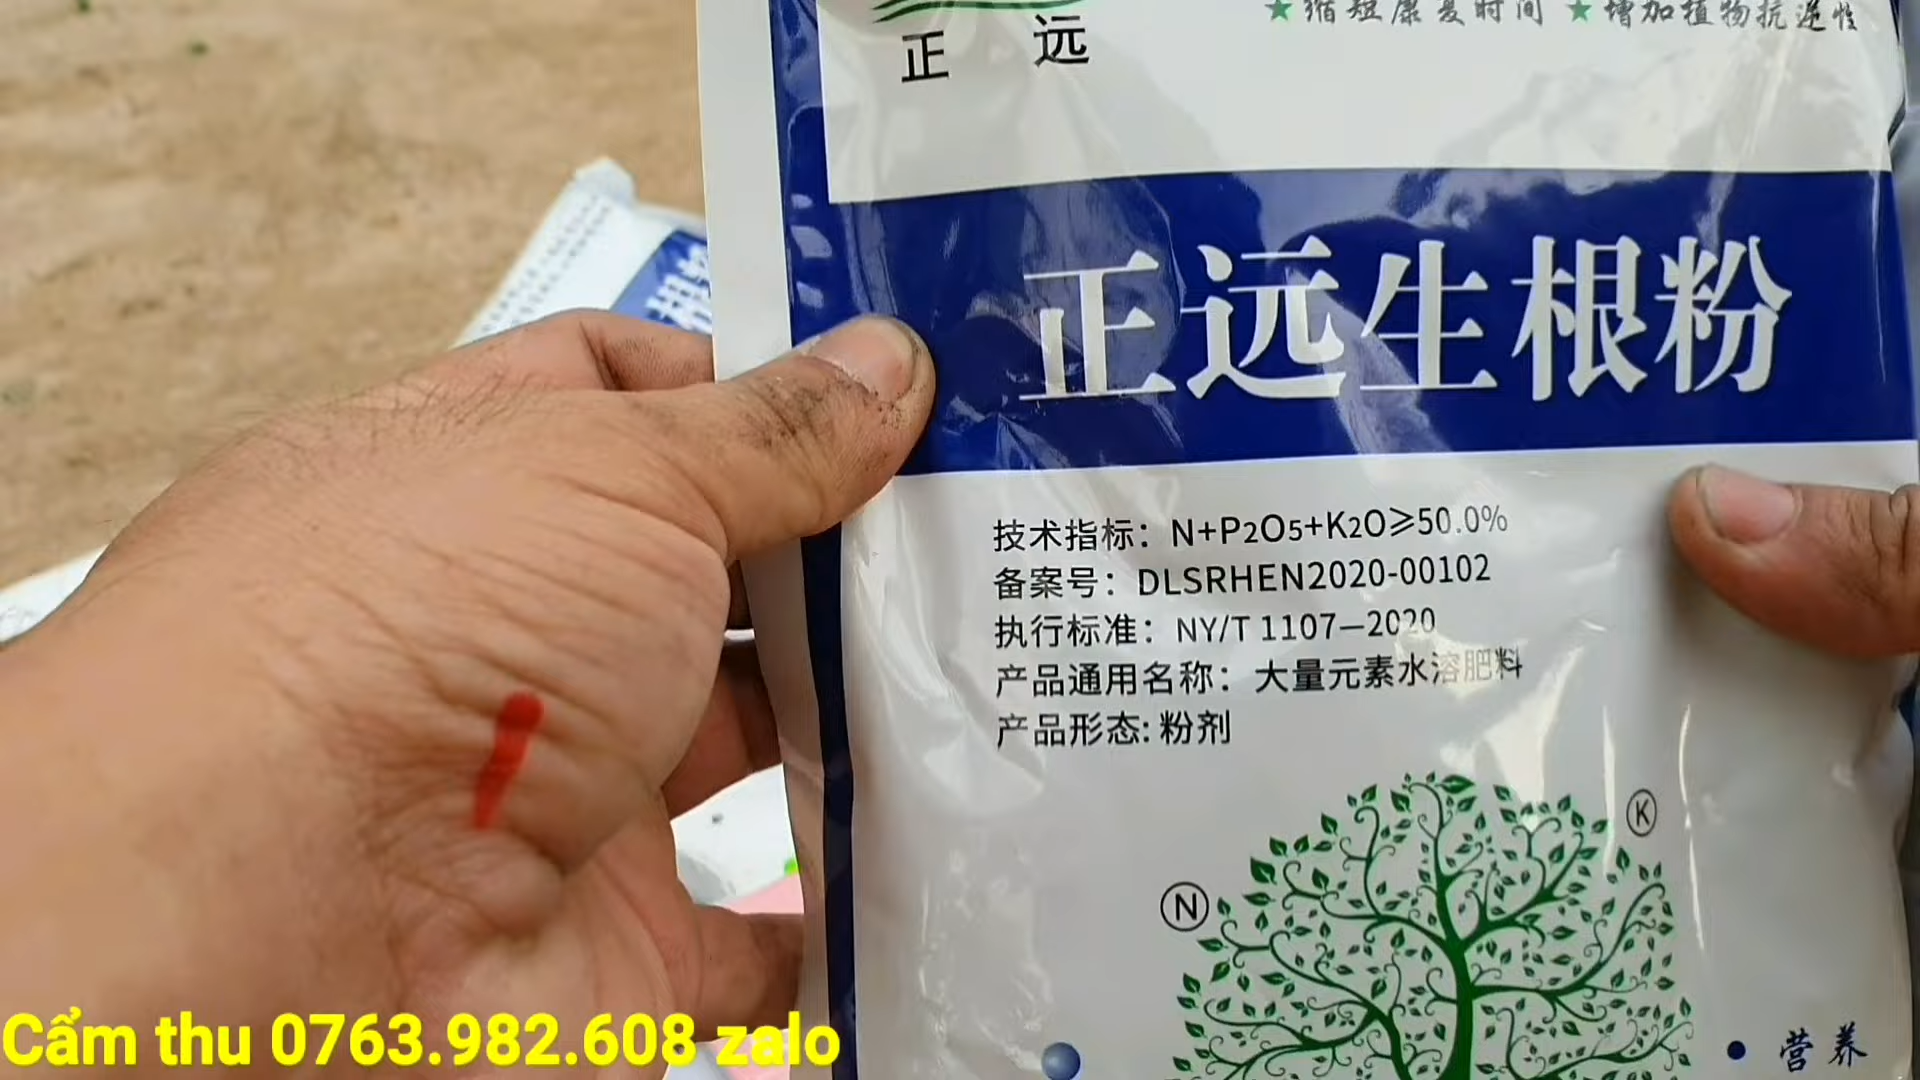 正 远
★缩短康复时间 ★增加植物抗逆性
正远生根粉
技术指标：N+P2O5+K2O≥50.0%
备案号：DLSRHEN2020-00102
执行标准：NY/T 1107—2020
产品通用名称：大量元素水溶肥料
产品形态:粉剂
K
N
● 营养
Cẩm thu 0763.982.608 zalo